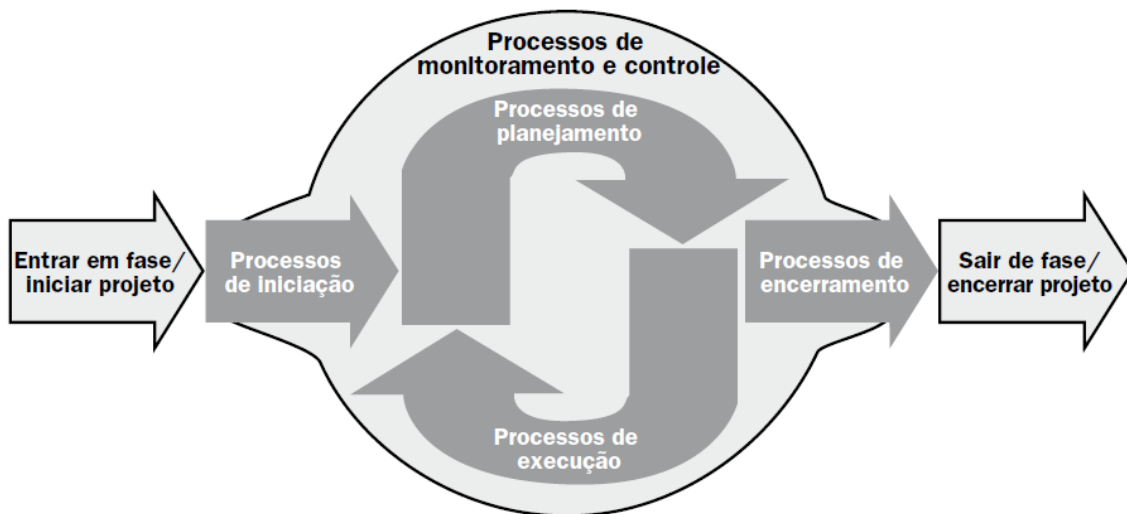 Processos de
monitoramento e controle
Processos de
planejamento
Entrar em fase/
iniciar projeto
Processos
de iniciação
Processos de
encerramento
Sair de fase/
encerrar projeto
Processos de
execução